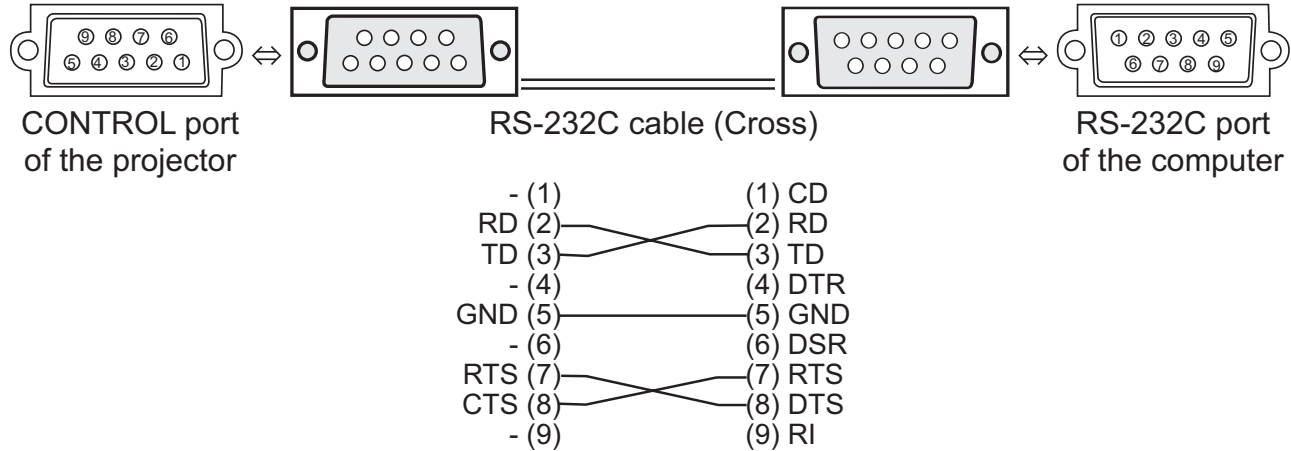 ⑨ ⑧ ⑦ ⑥
⑤ ④ ③ ② ①
① ② ③ ④ ⑤
⑥ ⑦ ⑧ ⑨
CONTROL port
of the projector
RS-232C cable (Cross)
RS-232C port
of the computer
- (1) (1) CD
RD (2) (2) RD
TD (3) (3) TD
- (4) (4) DTR
GND (5) (5) GND
- (6) (6) DSR
RTS (7) (7) RTS
CTS (8) (8) DTS
- (9) (9) RI